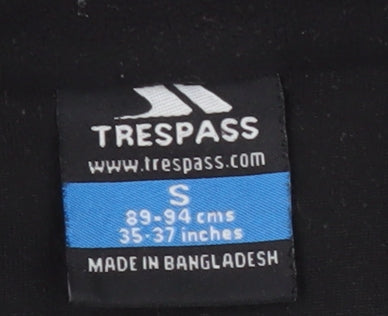 TRESPASS
www.trespass.com
S
89-94 cms
35-37 inches
MADE IN BANGLADESH